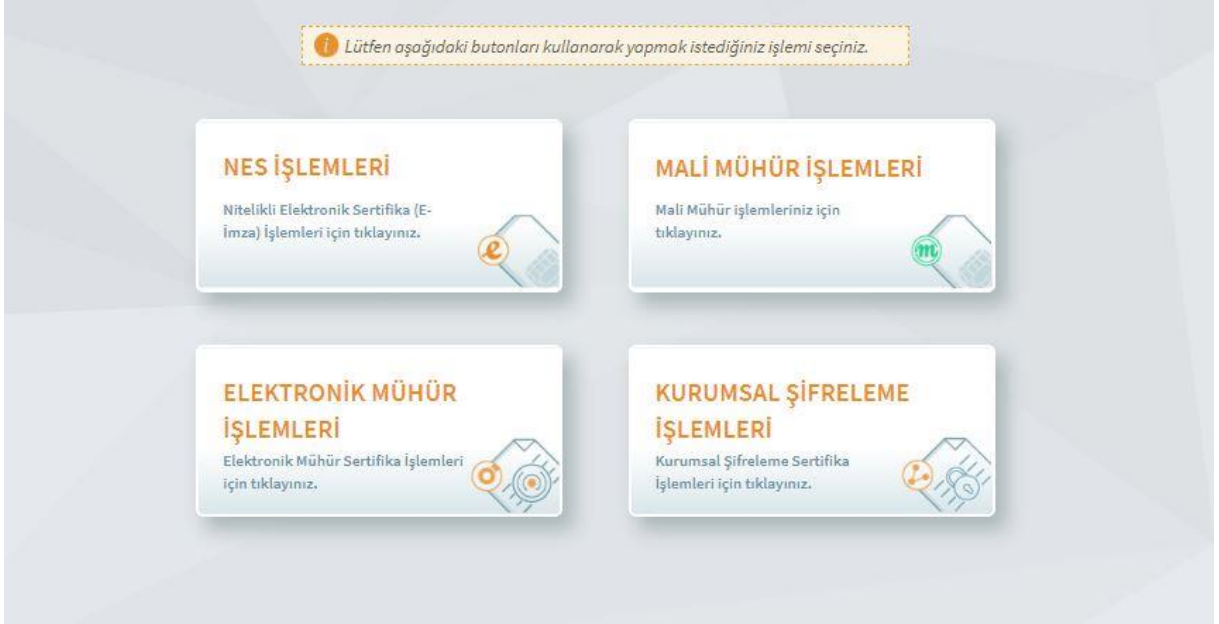 Lütfen aşağıdaki butonları kullanarak yapmak istediğiniz işlemi seçiniz.
NES İŞLEMLERİ
Nitelikli Elektronik Sertifika (E-
İmza) İşlemleri için tıklayınız.
MALİ MÜHÜR İŞLEMLERİ
Mali Mühür işlemleriniz için
tıklayınız.
ELEKTRONİK MÜHÜR
İŞLEMLERİ
Elektronik Mühür Sertifika İşlemleri
için tıklayınız.
KURUMSAL ŞİFRELEME
İŞLEMLERİ
Kurumsal Şifreleme Sertifika
İşlemleri için tıklayınız.